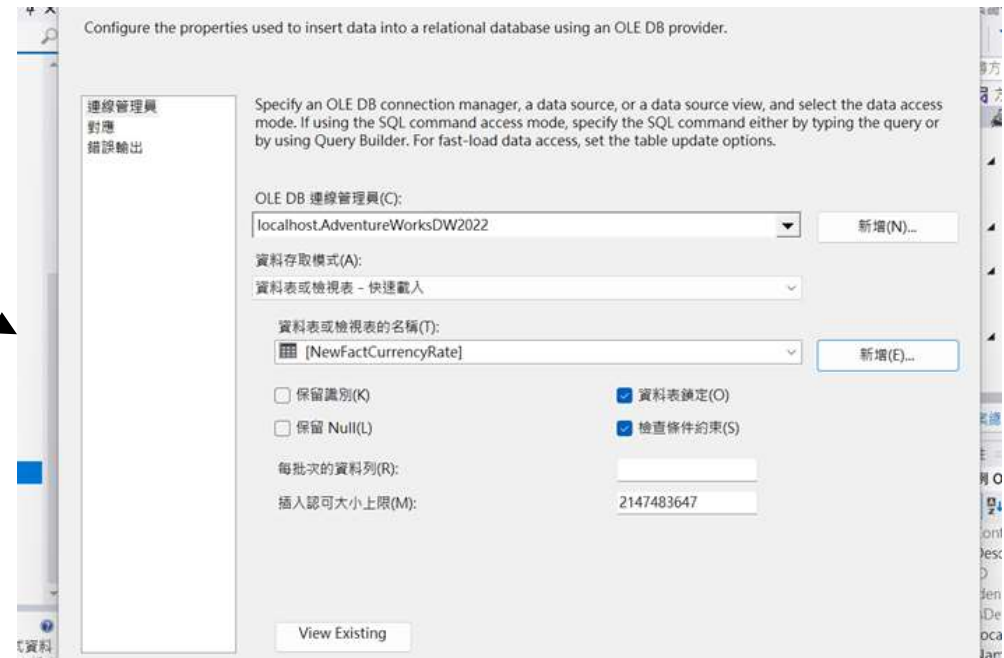 Configure the properties used to insert data into a relational database using an OLE DB provider.
連線管理員
對應
錯誤輸出
Specify an OLE DB connection manager, a data source, or a data source view, and select the data access
mode. If using the SQL command access mode, specify the SQL command either by typing the query or
by using Query Builder. For fast-load data access, set the table update options.
OLE DB 連線管理員(C):
localhost.AdventureWorksDW2022
新增(N)...
資料存取模式(A):
資料表或檢視表 - 快速載入
資料表或檢視表的名稱(T):
[NewFactCurrencyRate]
新增(E)...
保留識別(K)
資料表鎖定(O)
保留 Null(L)
檢查條件約束(S)
每批次的資料列(R):
插入認可大小上限(M):
2147483647
View Existing
式資料